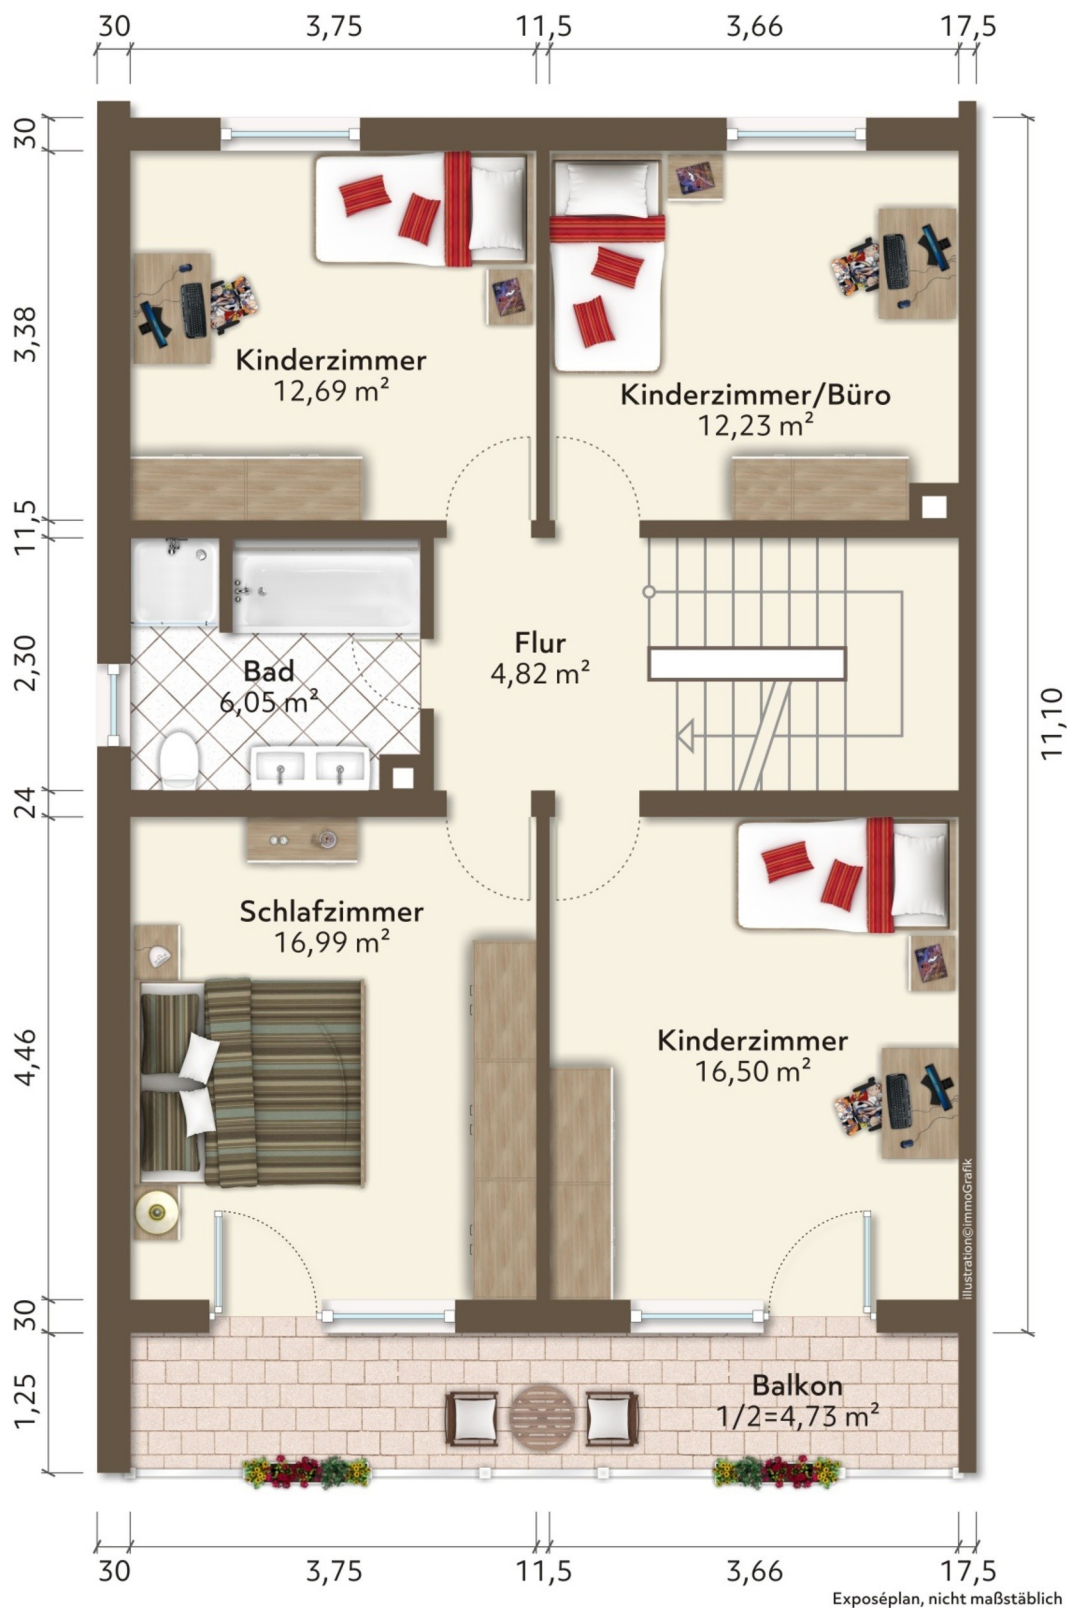 30 3,75 11,5 3,66 17,5
30
3,38
11,5
2,30
24
4,46
30
1,25
11,10
Kinderzimmer
12,69 m²
Kinderzimmer/Büro
12,23 m²
Flur
4,82 m²
Bad
6,05 m²
Schlafzimmer
16,99 m²
Kinderzimmer
16,50 m²
illustration©immoGrafik
Balkon
1/2=4,73 m²
30 3,75 11,5 3,66 17,5
Exposéplan, nicht maßstäblich